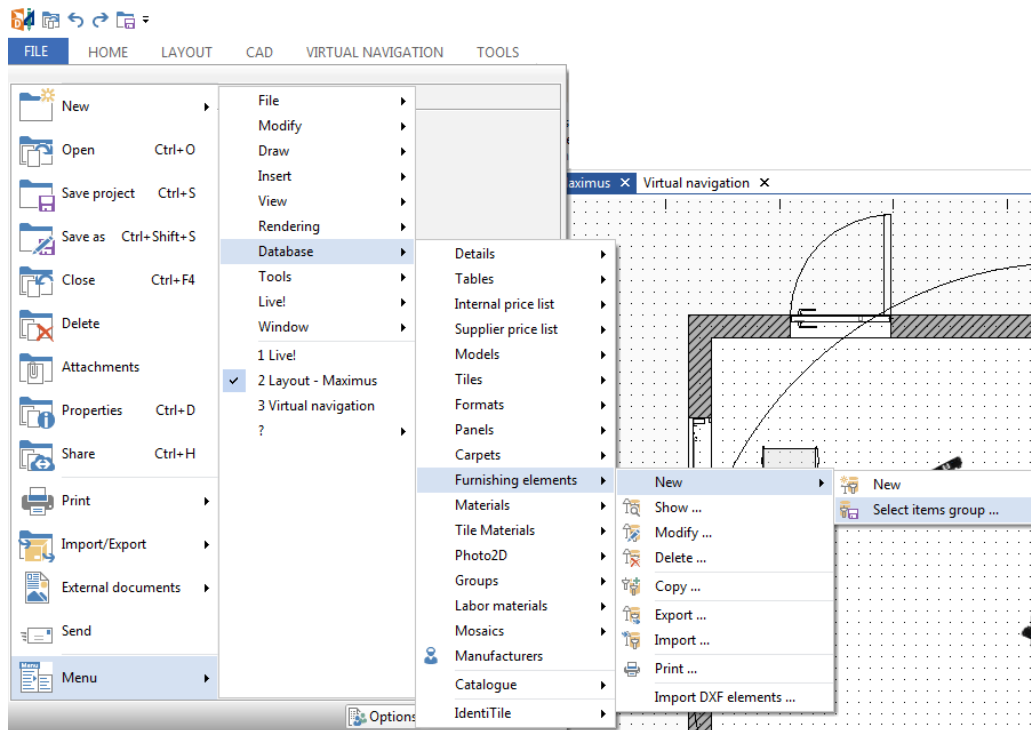 FILE HOME LAYOUT CAD VIRTUAL NAVIGATION TOOLS
New
Open Ctrl+O
Save project Ctrl+S
Save as Ctrl+Shift+S
Close Ctrl+F4
Delete
Attachments
Properties Ctrl+D
Share Ctrl+H
Print
Import/Export
External documents
Send
Menu
File
Modify
Draw
Insert
View
Rendering
Database
Tools
Live!
Window
1 Live!
2 Layout - Maximus
3 Virtual navigation
?
Options
Details
Tables
Internal price list
Supplier price list
Models
Tiles
Formats
Panels
Carpets
Furnishing elements
Materials
Tile Materials
Photo2D
Groups
Labor materials
Mosaics
Manufacturers
Catalogue
IdentiTile
New
Show ...
Modify ...
Delete ...
Copy ...
Export ...
Import ...
Print ...
Import DXF elements ...
New
Select items group ...
aximus X Virtual navigation X